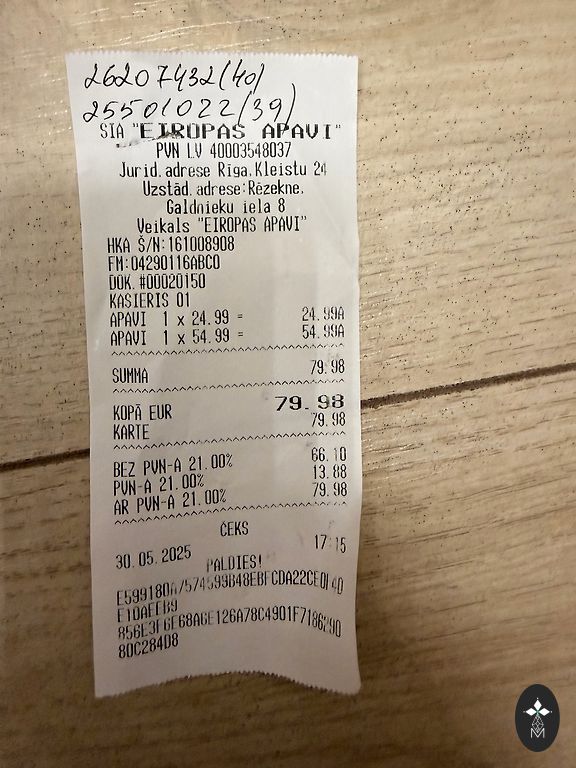 26207432(40)
25501022(39)
SIA "EIROPAS APAVI"
PVN LV 40003548037
Jurid. adrese Rīga, Kleistu 24
Uzstād. adrese: Rēzekne,
Galdnieku iela 8
Veikals "EIROPAS APAVI"
HKA Š/N:161008908
FM:04290116ABC0
DOK. #00020150
KASIERIS 01
APAVI 1 x 24.99 = 24.99A
APAVI 1 x 54.99 = 54.99A
SUMMA 79.98
KOPĀ EUR 79.98
KARTE 79.98
BEZ PVN-A 21.00% 66.10
PVN-A 21.00% 13.88
AR PVN-A 21.00% 79.98
ČEKS
30.05.2025 17:15
PALDIES!
80C284D8
M